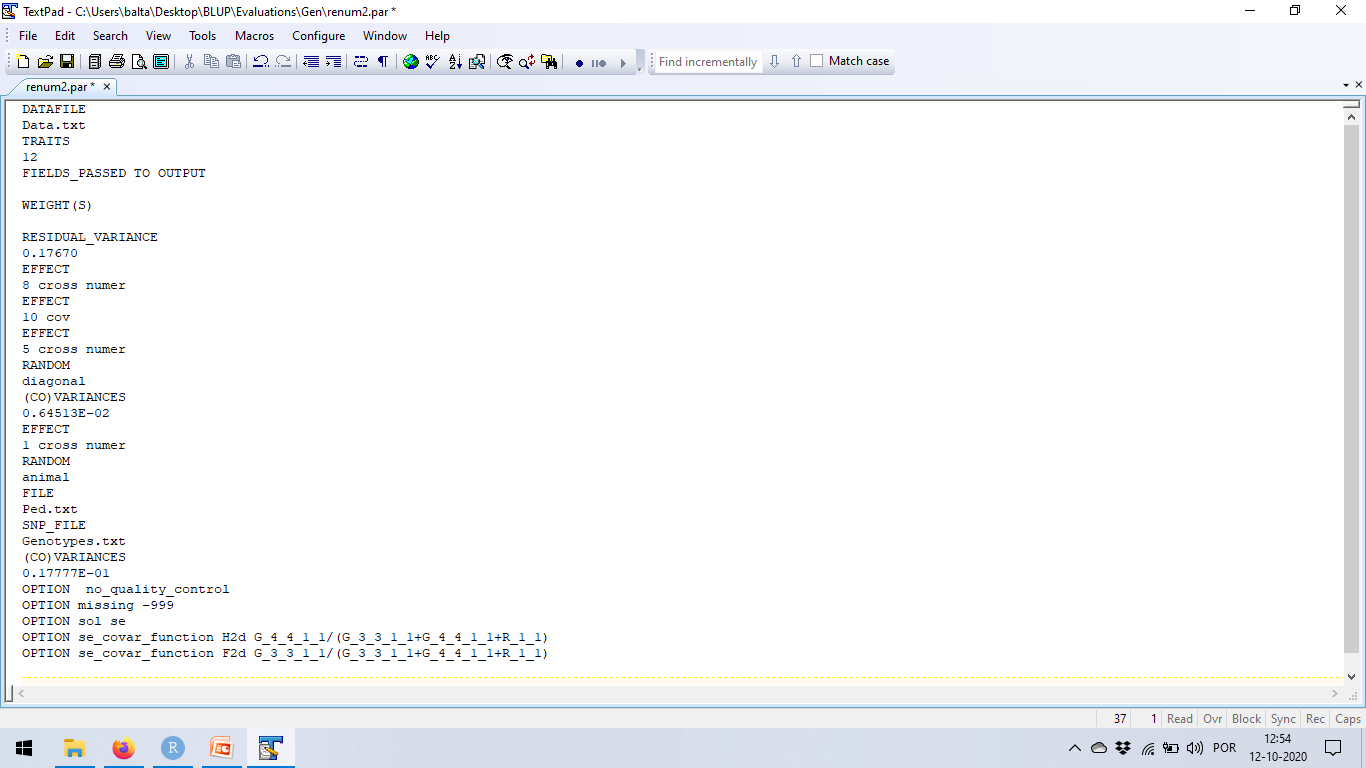 TextPad - C:\Users\balta\Desktop\BLUP\Evaluations\Gen\renum2.par *
File Edit Search View Tools Macros Configure Window Help
Find incrementally Match case
renum2.par *
DATAFILE
Data.txt
TRAITS
12
FIELDS_PASSED TO OUTPUT
WEIGHT(S)
RESIDUAL_VARIANCE
0.17670
EFFECT
8 cross numer
EFFECT
10 cov
EFFECT
5 cross numer
RANDOM
diagonal
(CO)VARIANCES
0.64513E-02
EFFECT
1 cross numer
RANDOM
animal
FILE
Ped.txt
SNP_FILE
Genotypes.txt
(CO)VARIANCES
0.17777E-01
OPTION  no_quality_control
OPTION missing -999
OPTION sol se
OPTION se_covar_function H2d G_4_4_1_1/(G_3_3_1_1+G_4_4_1_1+R_1_1)
OPTION se_covar_function F2d G_3_3_1_1/(G_3_3_1_1+G_4_4_1_1+R_1_1)
37 1 Read Ovr Block Sync Rec Caps
POR
12:54
12-10-2020